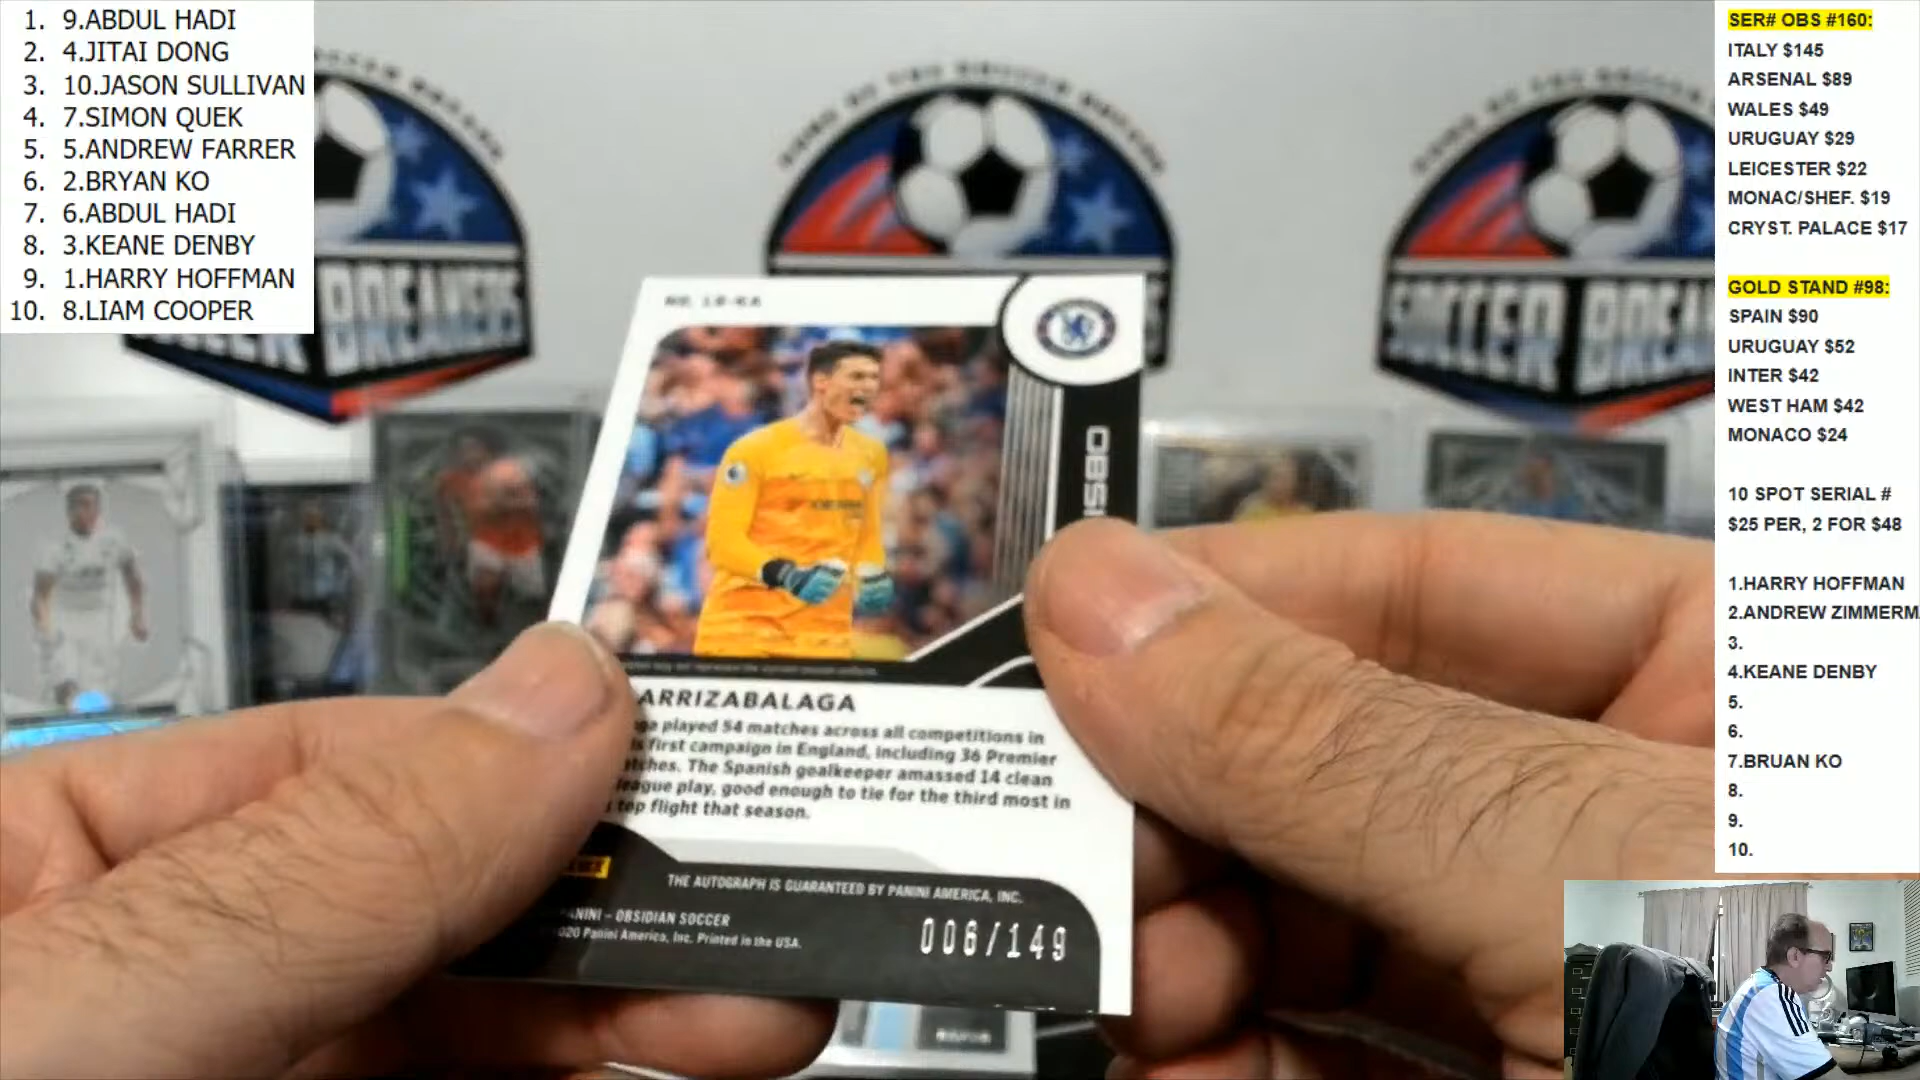 1. 9.ABDUL HADI
2. 4.JITAI DONG
3. 10.JASON SULLIVAN
4. 7.SIMON QUEK
5. 5.ANDREW FARRER
6. 2.BRYAN KO
7. 6.ABDUL HADI
8. 3.KEANE DENBY
9. 1.HARRY HOFFMAN
10. 8.LIAM COOPER
SOCCER BREAKERS
SOCCER BREA
ARRIZABALAGA
played 54 matches across all competitions in
first campaign in England, including 36 Premier
The Spanish goalkeeper amassed 14 clean
league play, good enough to tie for the third most in
top flight that season.
THE AUTOGRAPH IS GUARANTEED BY PANINI AMERICA, INC.
PANINI – OBSIDIAN SOCCER
2020 Panini America, Inc. Printed in the USA.
006/149
SER# OBS #160:
ITALY $145
ARSENAL $89
WALES $49
URUGUAY $29
LEICESTER $22
MONAC/SHEF. $19
CRYST. PALACE $17
GOLD STAND #98:
SPAIN $90
URUGUAY $52
INTER $42
WEST HAM $42
MONACO $24
10 SPOT SERIAL #
$25 PER, 2 FOR $48
1.HARRY HOFFMAN
2.ANDREW ZIMMERM
3.
4.KEANE DENBY
5.
6.
7.BRUAN KO
8.
9.
10.